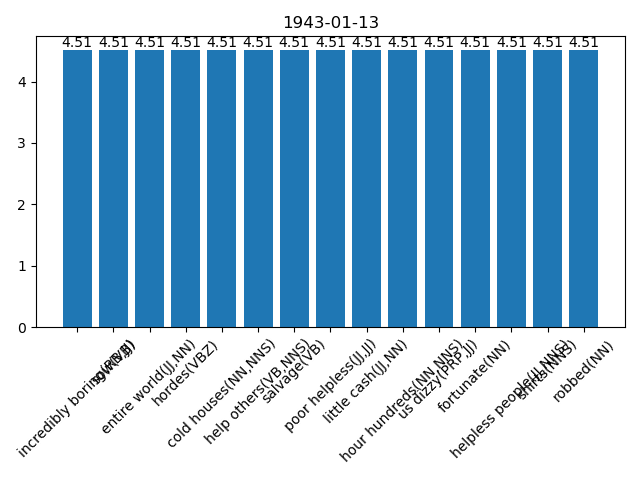 1943-01-13
4.51 4.51 4.51 4.51 4.51 4.51 4.51 4.51 4.51 4.51 4.51 4.51 4.51 4.51 4.51
4
3
2
1
0
incredibly boring
entire world(JJ,NN)
hordes(VBZ)
cold houses(NN,NNS)
help others(VB,NNS)
salvage(VB)
poor helpless(JJ,JJ)
little cash(JJ,NN)
hour hundreds(NN,NNS)
us dizzy(PRP,JJ)
fortunate(NN)
helpless people(JJ,NNS)
shirts(NNS)
robbed(NN)